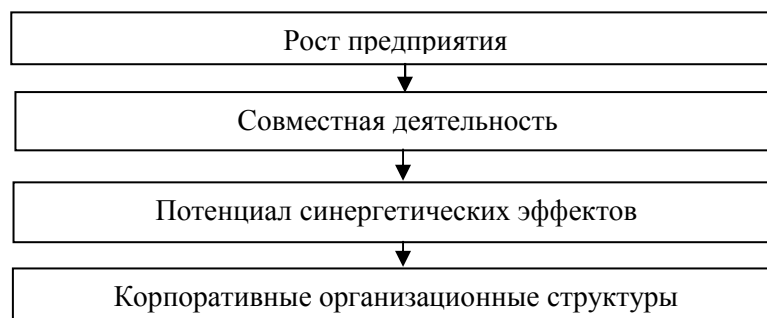 Рост предприятия
Совместная деятельность
Потенциал синергетических эффектов
Корпоративные организационные структуры